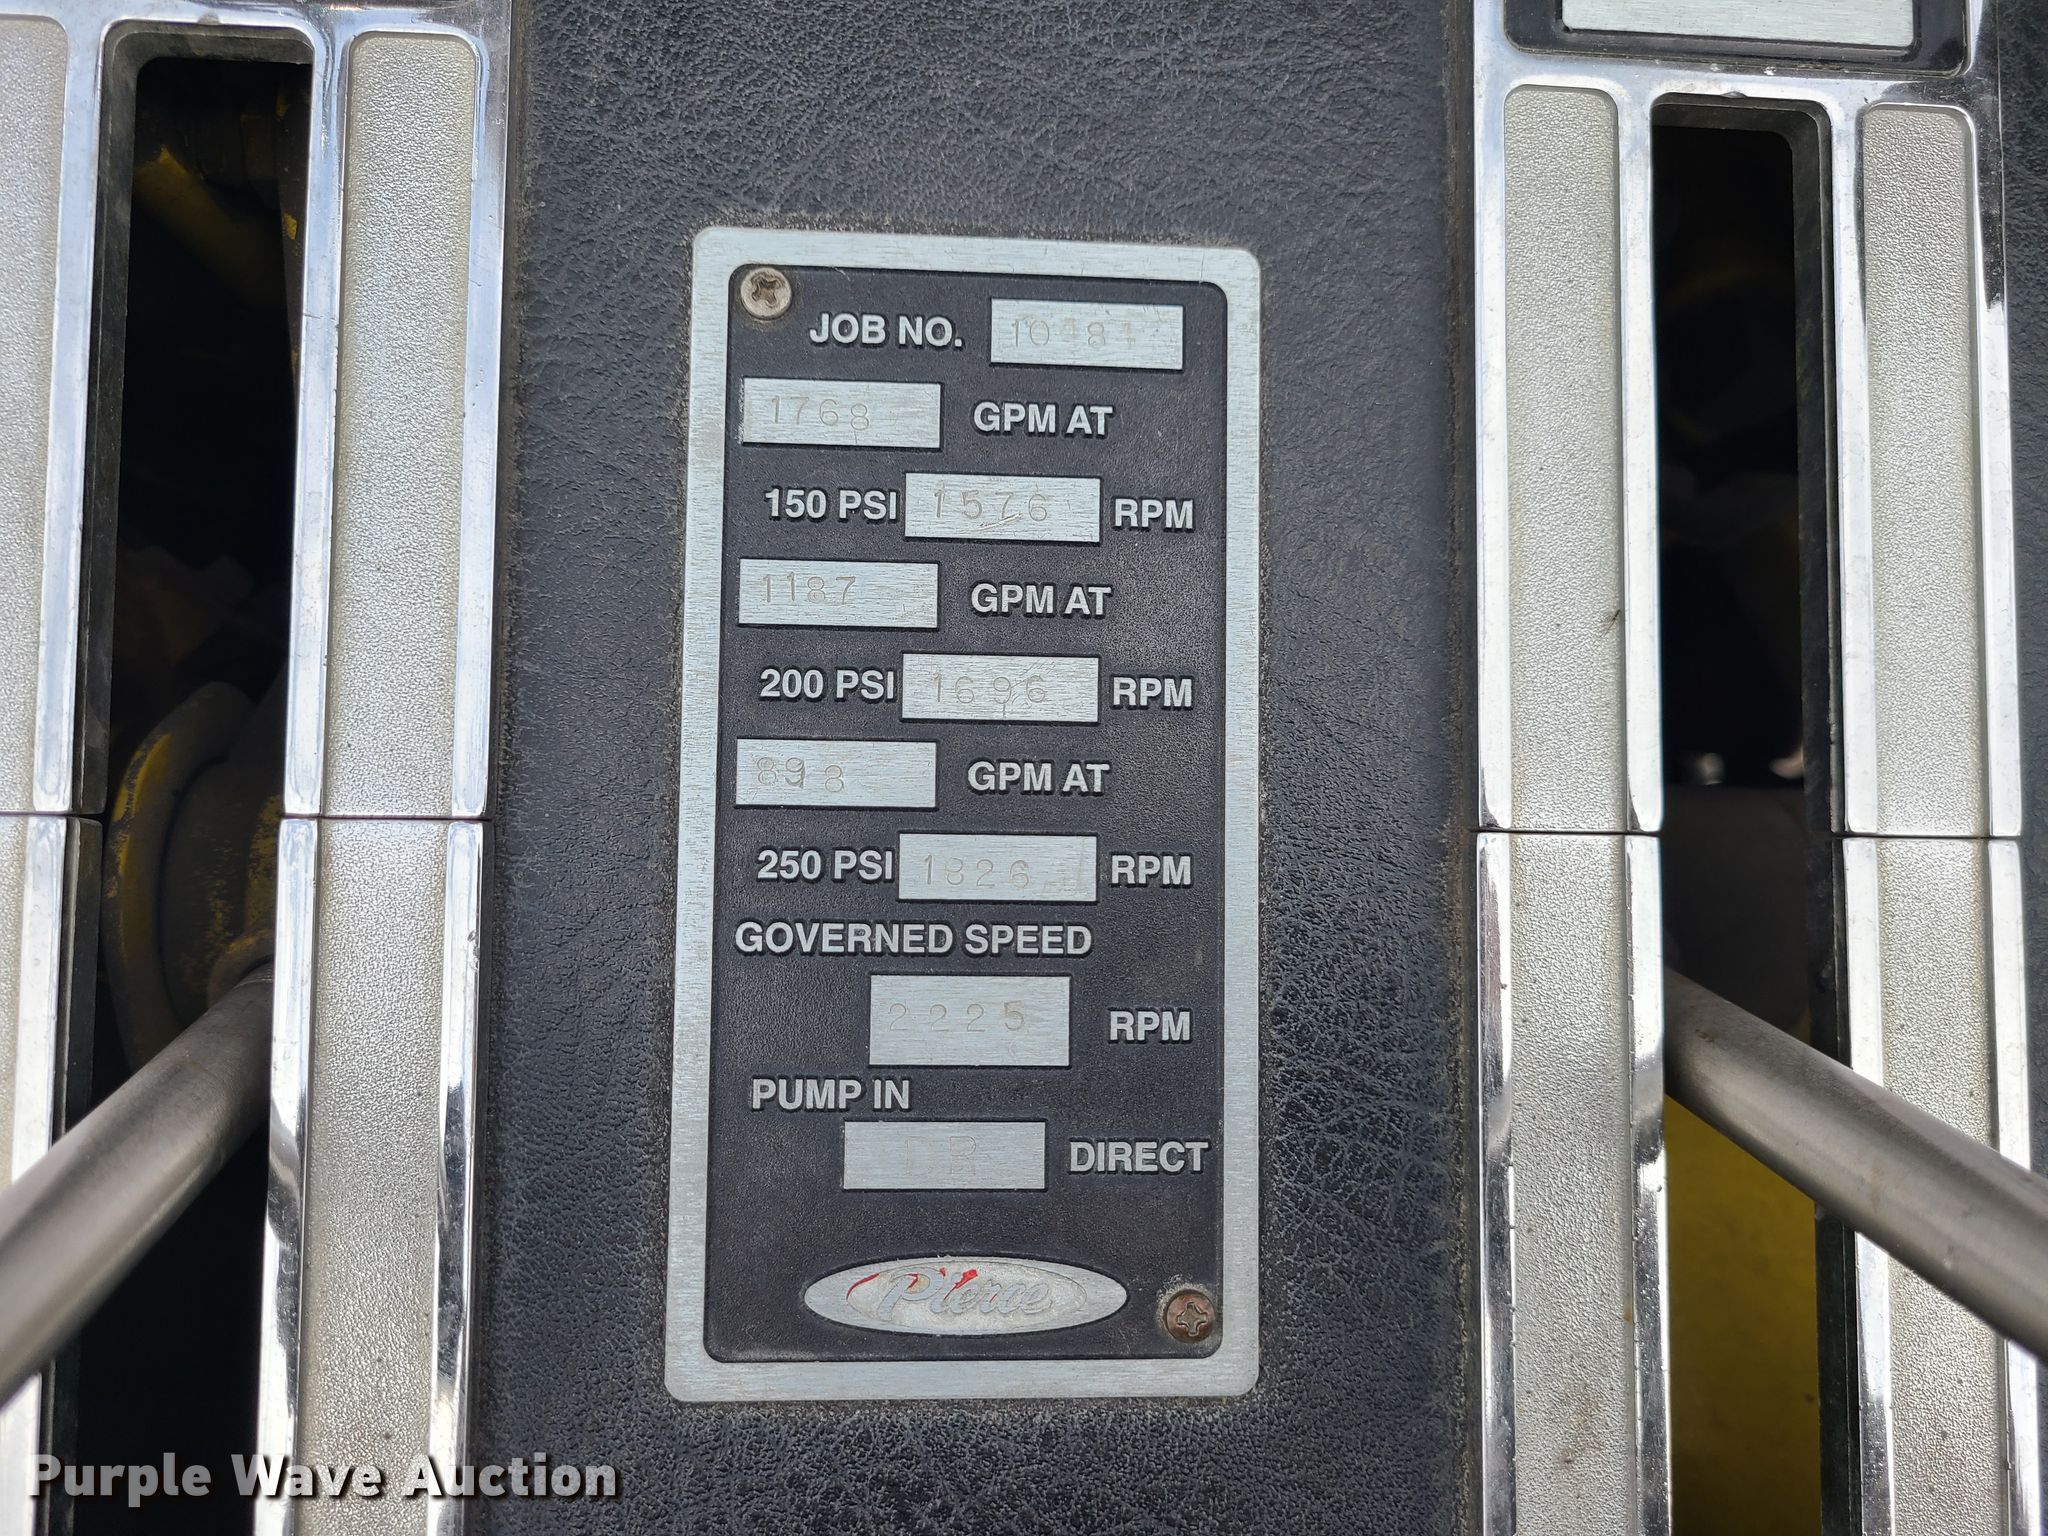 JOB NO. 10484
1768 GPM AT
150 PSI 1576 RPM
1187 GPM AT
200 PSI 1696 RPM
898 GPM AT
250 PSI 1826 RPM
GOVERNED SPEED
2225 RPM
PUMP IN
DR DIRECT
Pierce
Purple Wave Auction